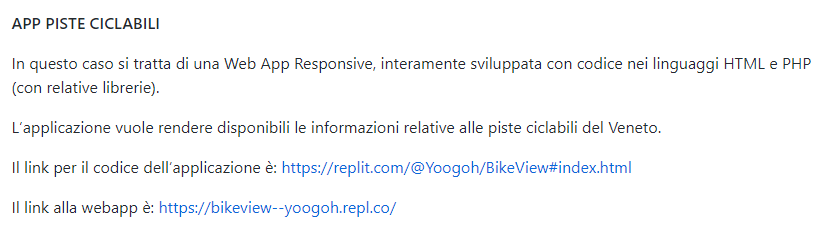 APP PISTE CICLABILI
In questo caso si tratta di una Web App Responsive, interamente sviluppata con codice nei linguaggi HTML e PHP
(con relative librerie).
L’applicazione vuole rendere disponibili le informazioni relative alle piste ciclabili del Veneto.
Il link per il codice dell’applicazione è: https://replit.com/@Yoogoh/BikeView#index.html
Il link alla webapp è: https://bikeview--yoogoh.repl.co/